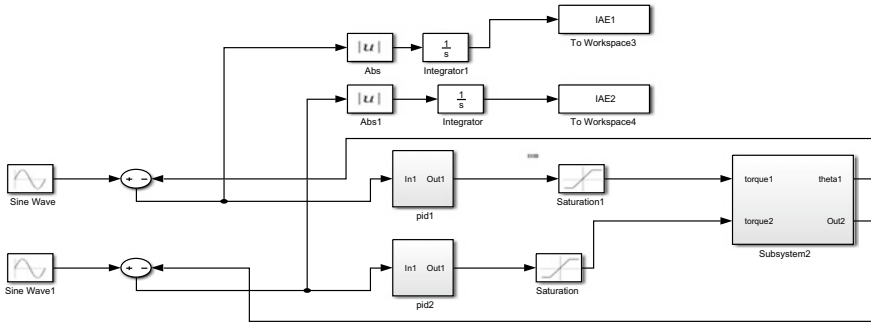 IAE1
|u|
1
s
To Workspace3
Abs
Integrator1
IAE2
|u|
1
s
Abs1
Integrator
To Workspace4
+ −
In1 Out1
torque1 theta1
Sine Wave
Saturation1
pid1
torque2 Out2
Subsystem2
+ −
In1 Out1
Sine Wave1
Saturation
pid2